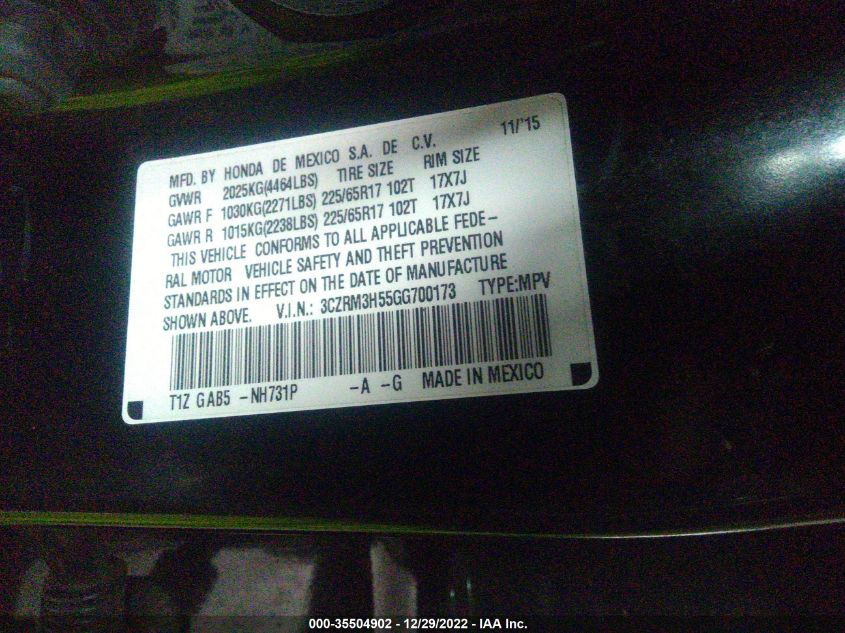 MFD. BY HONDA DE MEXICO S.A. DE C.V. 11/'15
GVWR 2025KG(4464LBS) TIRE SIZE RIM SIZE
GAWR F 1030KG(2271LBS) 225/65R17 102T 17X7J
GAWR R 1015KG(2238LBS) 225/65R17 102T 17X7J
THIS VEHICLE CONFORMS TO ALL APPLICABLE FEDE-
RAL MOTOR VEHICLE SAFETY AND THEFT PREVENTION
STANDARDS IN EFFECT ON THE DATE OF MANUFACTURE
SHOWN ABOVE. V.I.N.: 3CZRM3H55GG700173 TYPE:MPV
T1Z GAB5 -NH731P -A -G MADE IN MEXICO
000-35504902 - 12/29/2022 - IAA Inc.